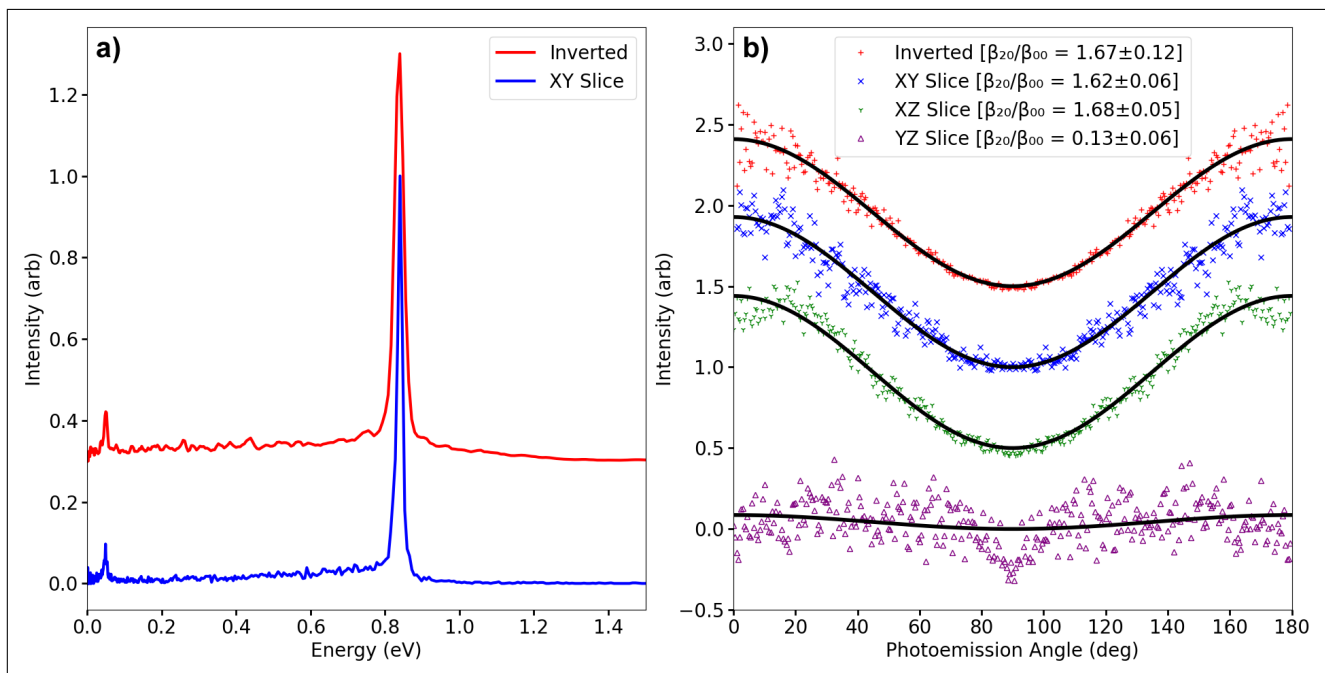 a)
Inverted
XY Slice
1.2
1.0
0.8
0.6
0.4
0.2
0.0
Intensity (arb)
0.0 0.2 0.4 0.6 0.8 1.0 1.2 1.4
Energy (eV)
b)
Inverted [β₂₀/β₀₀ = 1.67±0.12]
XY Slice [β₂₀/β₀₀ = 1.62±0.06]
XZ Slice [β₂₀/β₀₀ = 1.68±0.05]
YZ Slice [β₂₀/β₀₀ = 0.13±0.06]
3.0
2.5
2.0
1.5
1.0
0.5
0.0
−0.5
Intensity (arb)
0 20 40 60 80 100 120 140 160 180
Photoemission Angle (deg)